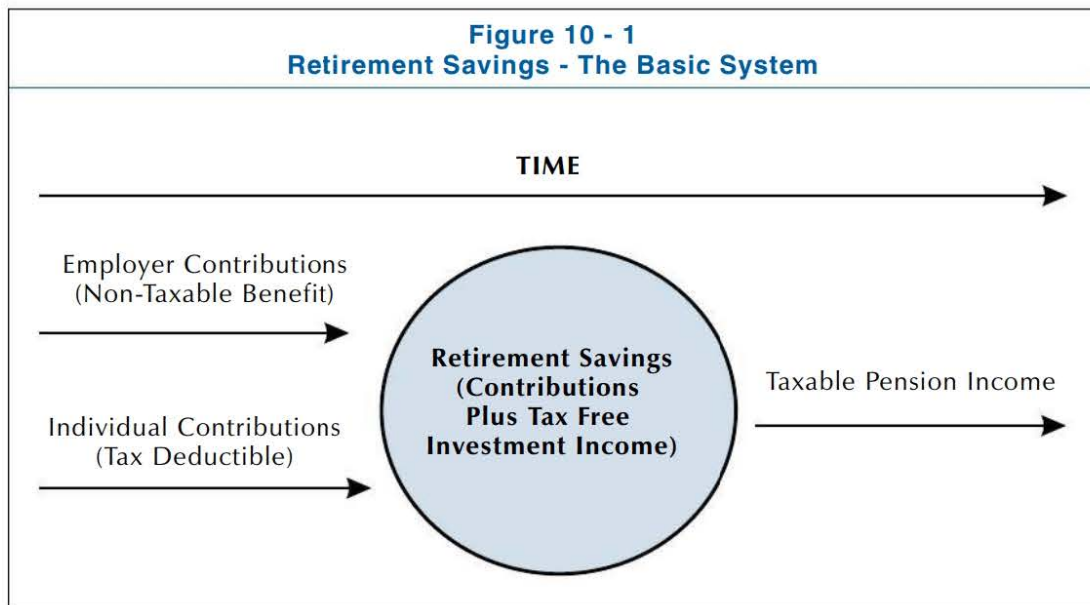 Figure 10 - 1
Retirement Savings - The Basic System
TIME
Employer Contributions
(Non-Taxable Benefit)
Individual Contributions
(Tax Deductible)
Retirement Savings
(Contributions
Plus Tax Free
Investment Income)
Taxable Pension Income